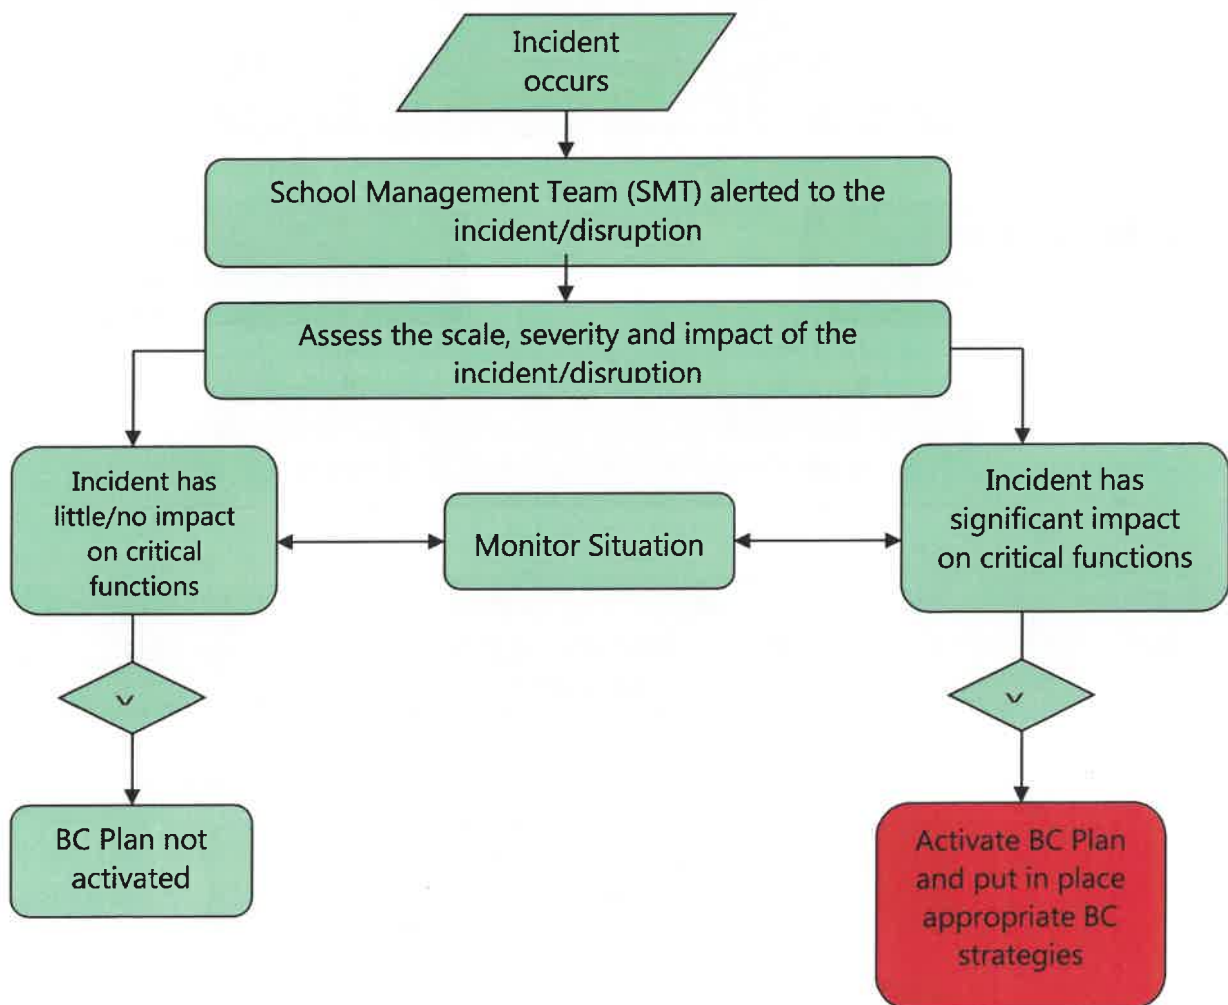 Incident
occurs
School Management Team (SMT) alerted to the
incident/disruption
Assess the scale, severity and impact of the
incident/disruption
Incident has
little/no impact
on critical
functions
Monitor Situation
Incident has
significant impact
on critical functions
v
v
BC Plan not
activated
Activate BC Plan
and put in place
appropriate BC
strategies